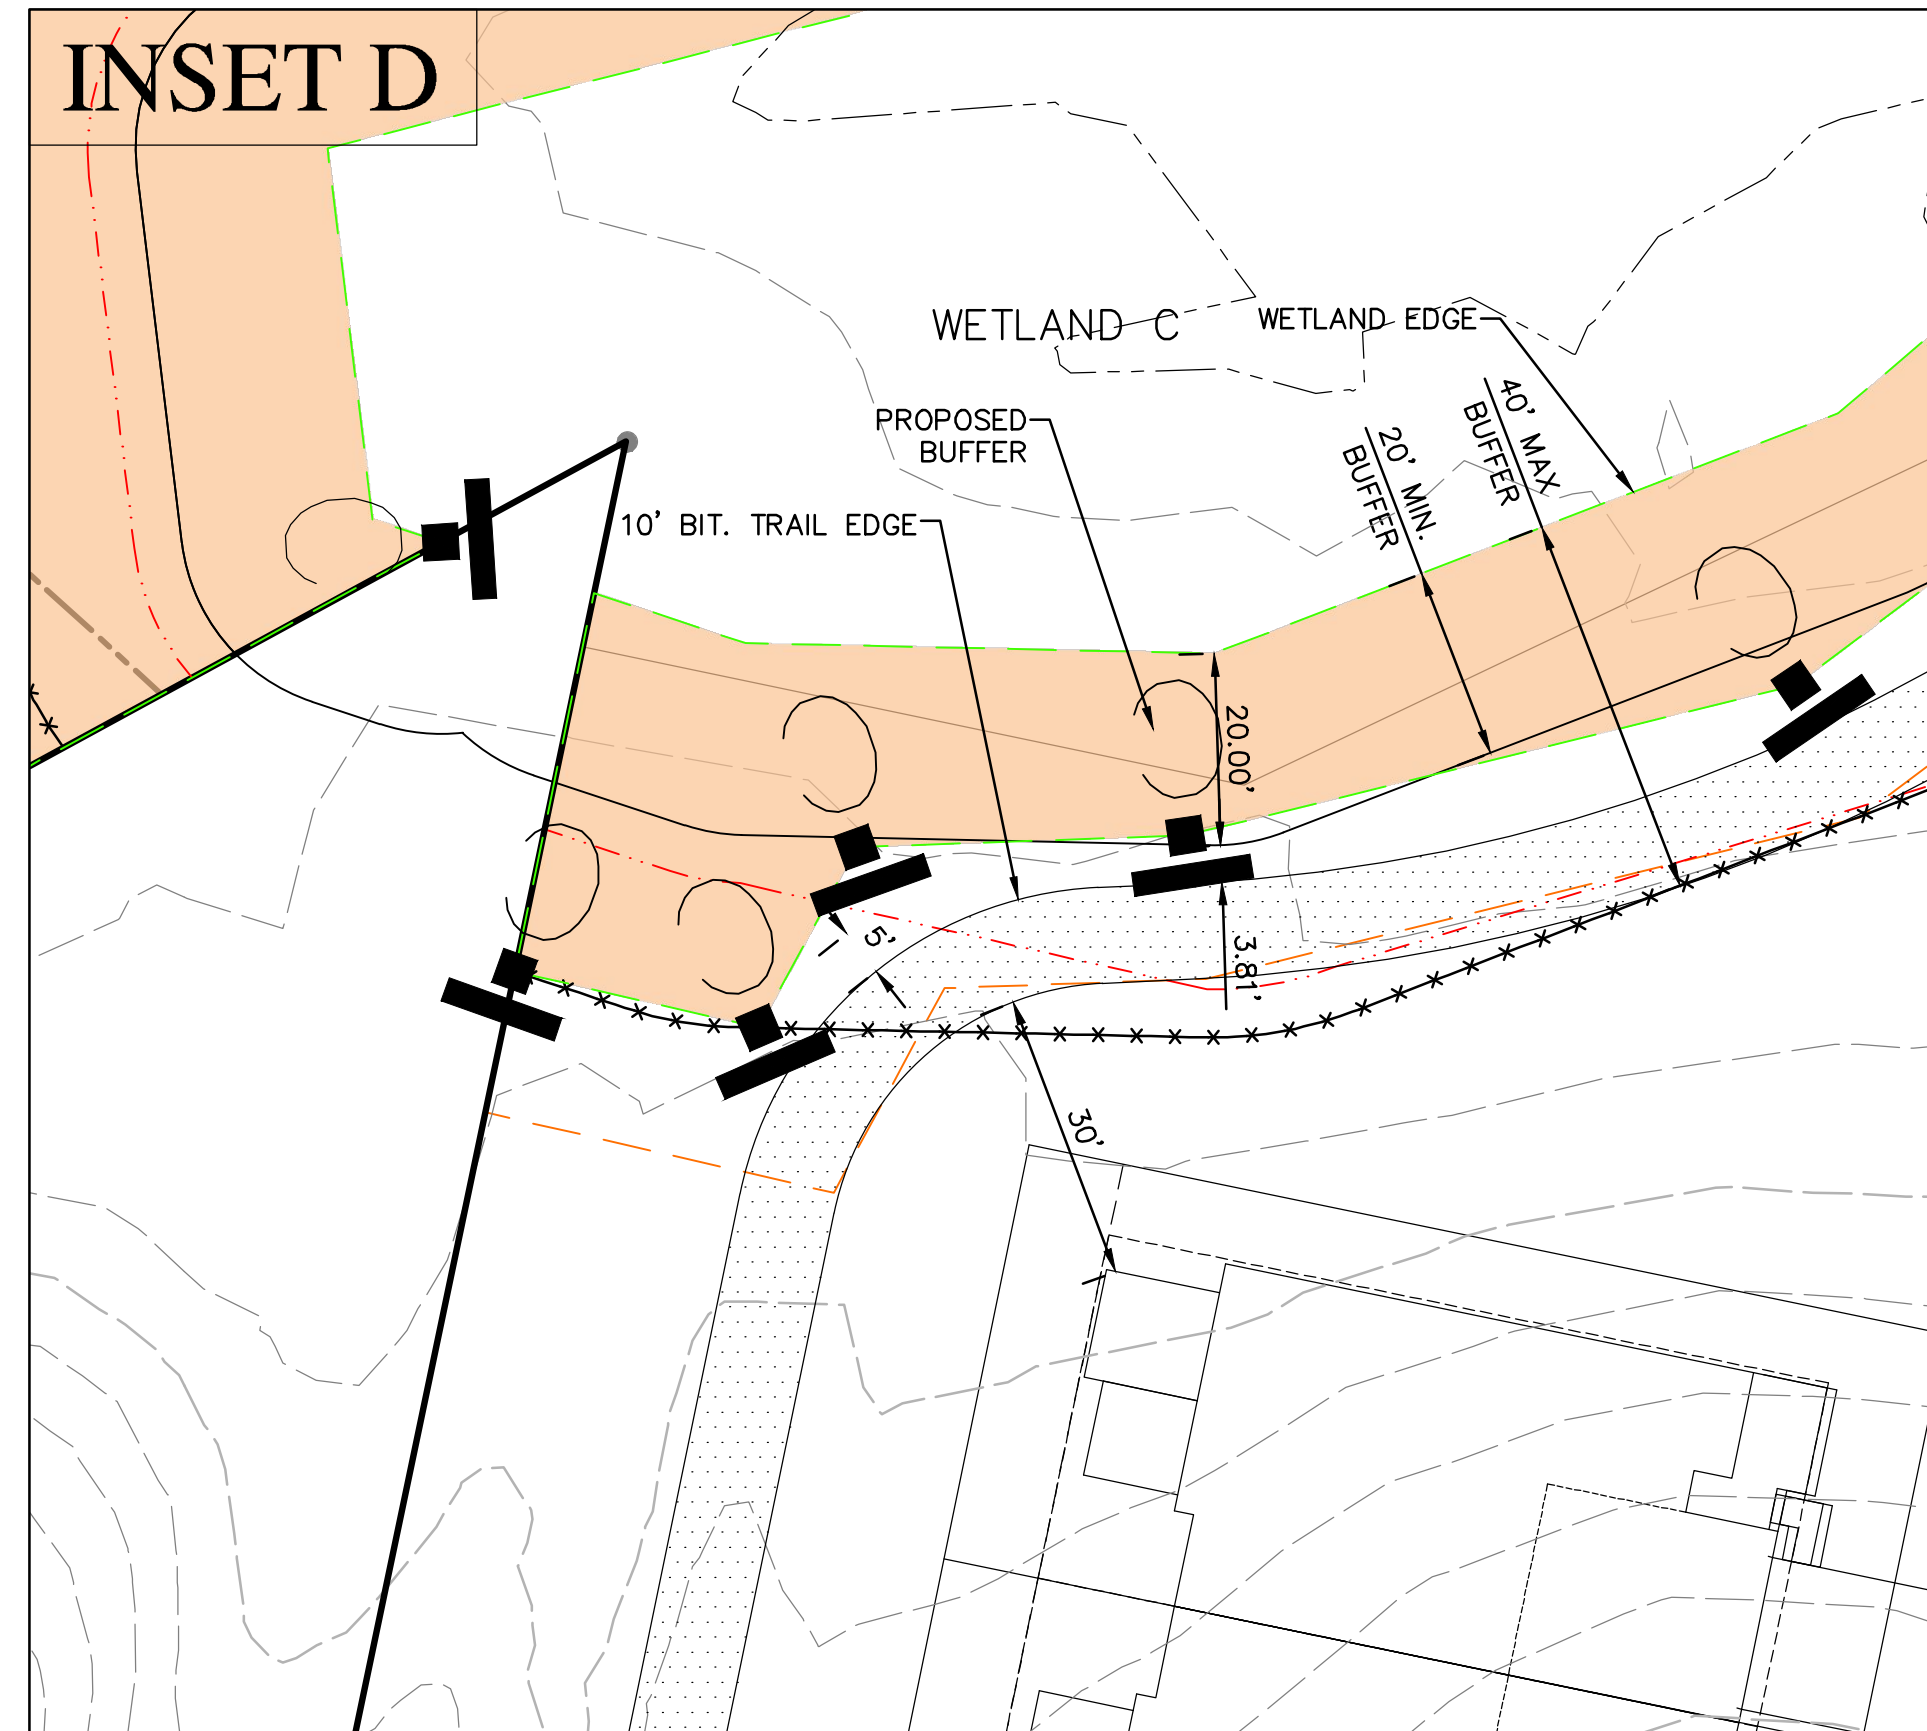 INSET D
WETLAND C
WETLAND EDGE
PROPOSED
BUFFER
40' MAX
BUFFER
20' MIN.
BUFFER
10' BIT. TRAIL EDGE
20.00'
5'
3.81'
30'